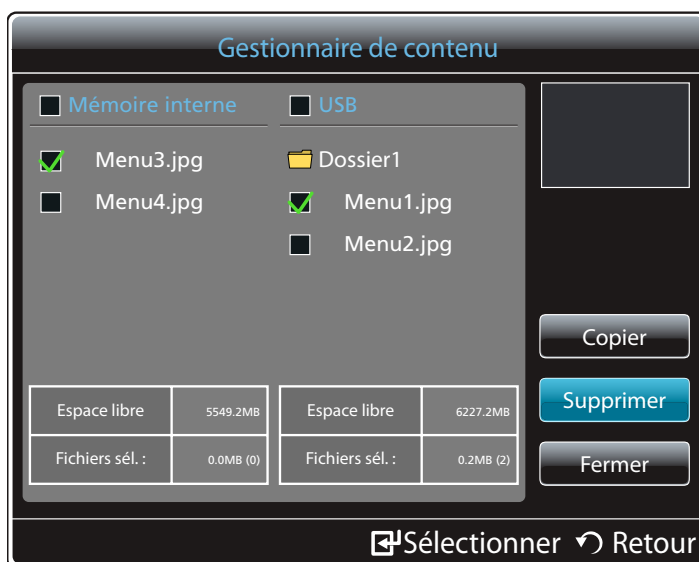 Gestionnaire de contenu
Mémoire interne
Menu3.jpg
Menu4.jpg
USB
Dossier1
Menu1.jpg
Menu2.jpg
Espace libre 5549.2MB
Fichiers sél. : 0.0MB (0)
Espace libre 6227.2MB
Fichiers sél. : 0.2MB (2)
Copier
Supprimer
Fermer
Sélectionner Retour